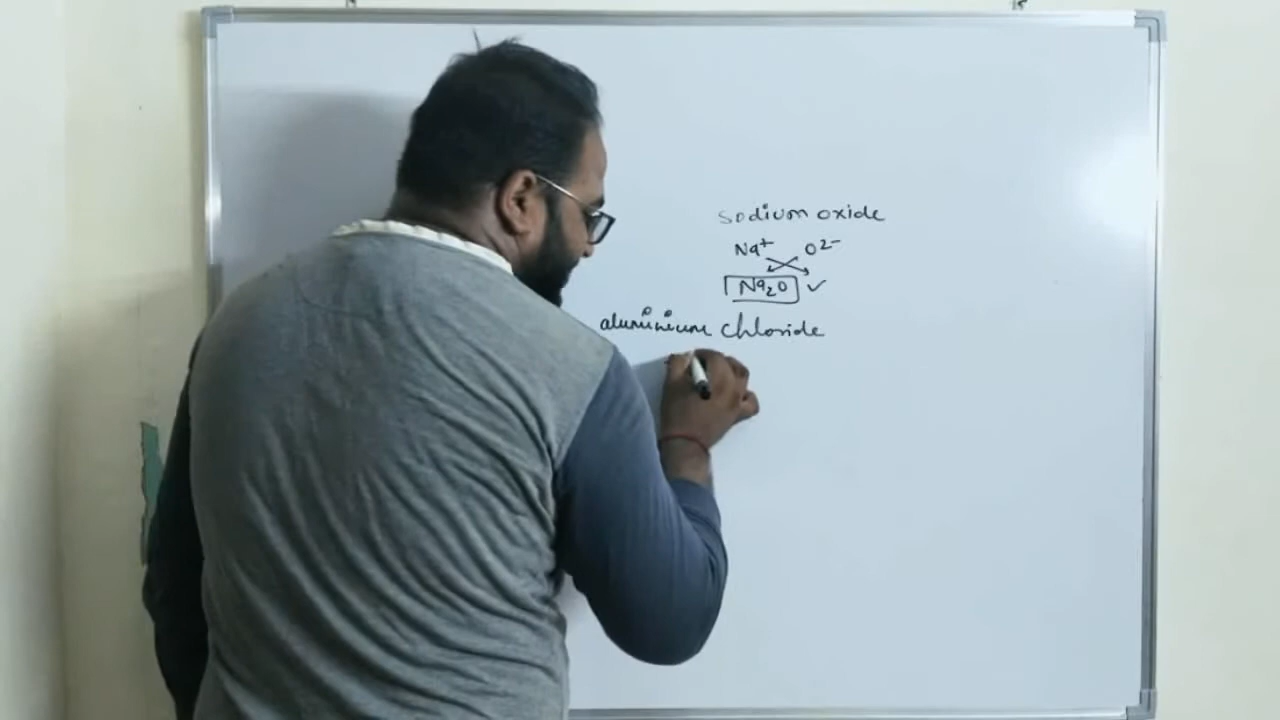 sodium oxide
Na⁺ O²⁻
Na₂O ✓
aluminium chloride